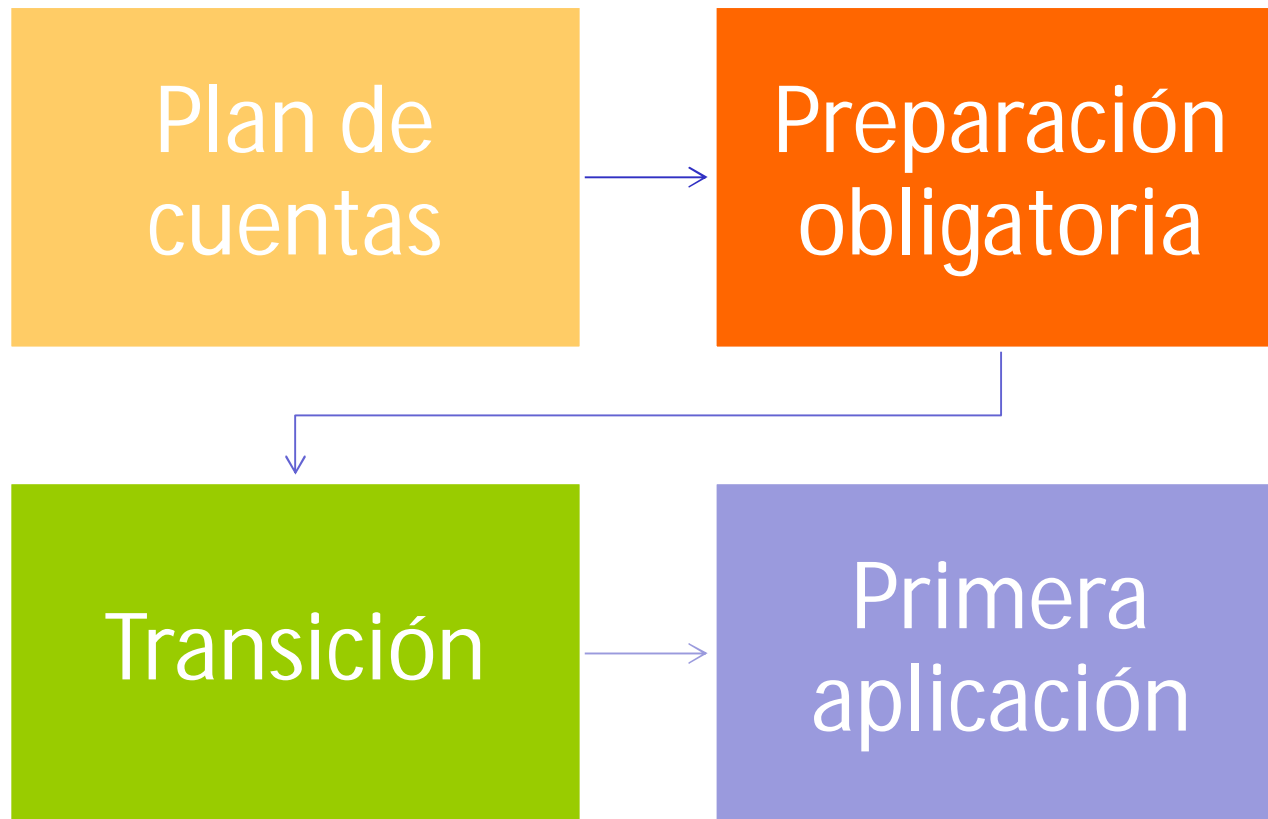 Plan de
cuentas
Preparación
obligatoria
Transición
Primera
aplicación